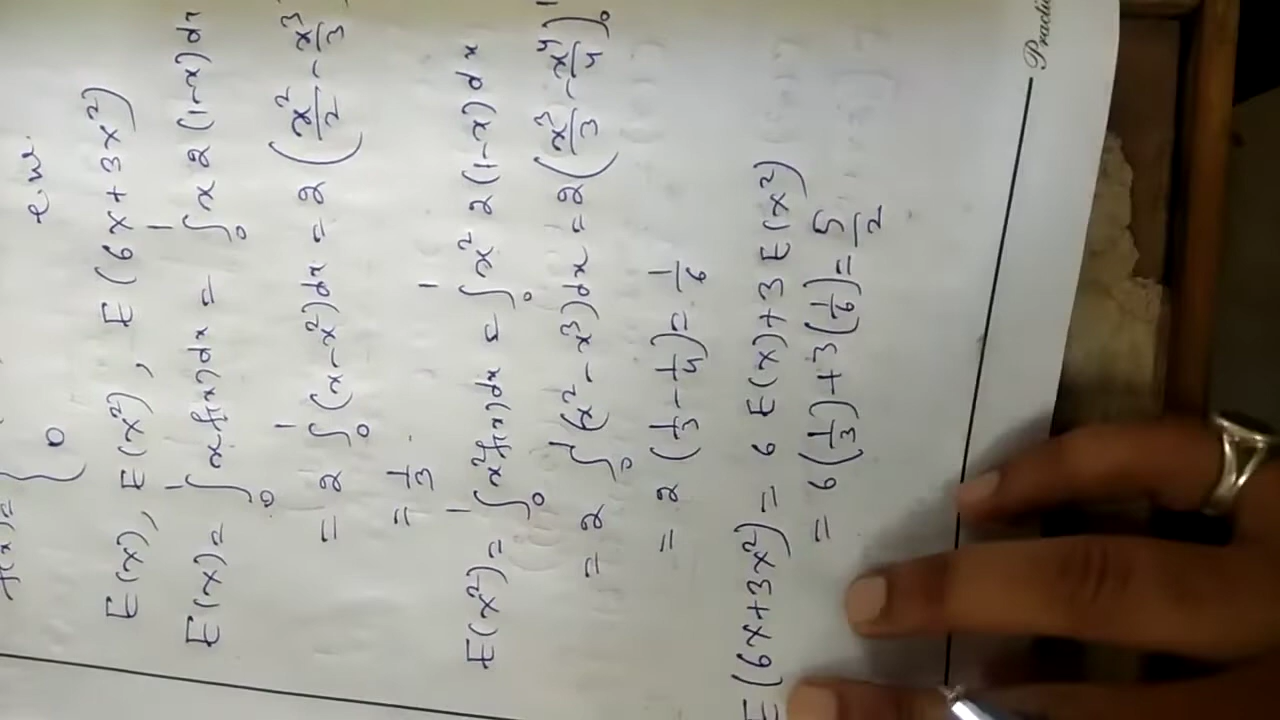 f(x) = {
0 e.w.
E(x), E(x²), E(6x+3x²)
E(x) = ∫₀¹ x f(x) dx = ∫₀¹ x 2(1-x) dx
= 2 ∫₀¹ (x-x²) dx = 2 (x²/2 - x³/3
= 1/3
E(x²) = ∫₀¹ x² f(x) dx = ∫₀¹ x² 2(1-x) dx
= 2 ∫₀¹ (x²-x³) dx = 2 (x³/3 - x⁴/4)₀¹
= 2 (1/3 - 1/4) = 1/6
E(6x+3x²) = 6 E(x) + 3 E(x²)
= 6(1/3) + 3(1/6) = 5/2